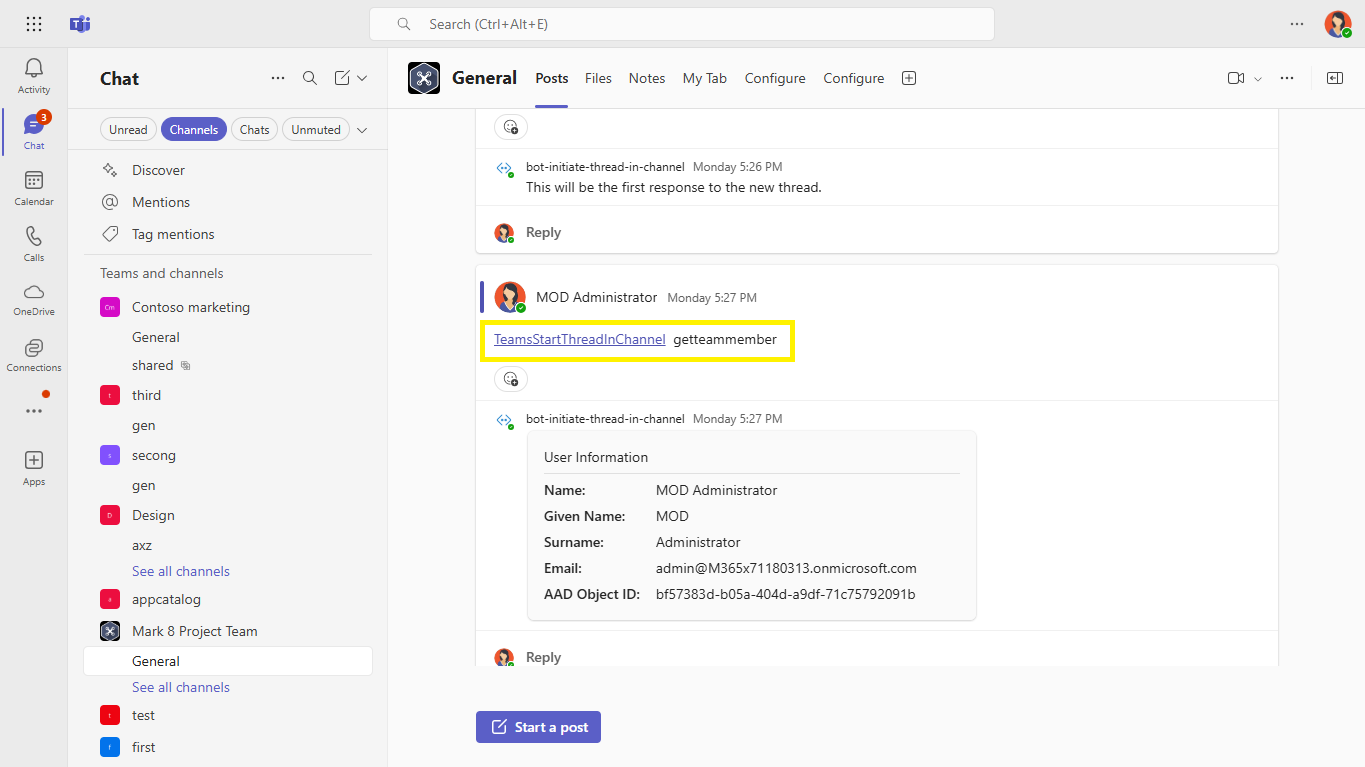 Search (Ctrl+Alt+E)
Activity
3
Chat
Calendar
Calls
OneDrive
Connections
Apps
Chat
Unread
Channels
Chats
Unmuted
Discover
Mentions
Tag mentions
Teams and channels
Cm Contoso marketing
General
shared
t third
gen
s secong
gen
D Design
axz
See all channels
a appcatalog
Mark 8 Project Team
General
See all channels
t test
f first
General
Posts
Files
Notes
My Tab
Configure
Configure
bot-initiate-thread-in-channel Monday 5:26 PM
This will be the first response to the new thread.
Reply
MOD Administrator Monday 5:27 PM
TeamsStartThreadInChannel getteammember
bot-initiate-thread-in-channel Monday 5:27 PM
User Information
Name: MOD Administrator
Given Name: MOD
Surname: Administrator
Email: admin@M365x71180313.onmicrosoft.com
AAD Object ID: bf57383d-b05a-404d-a9df-71c75792091b
Reply
Start a post